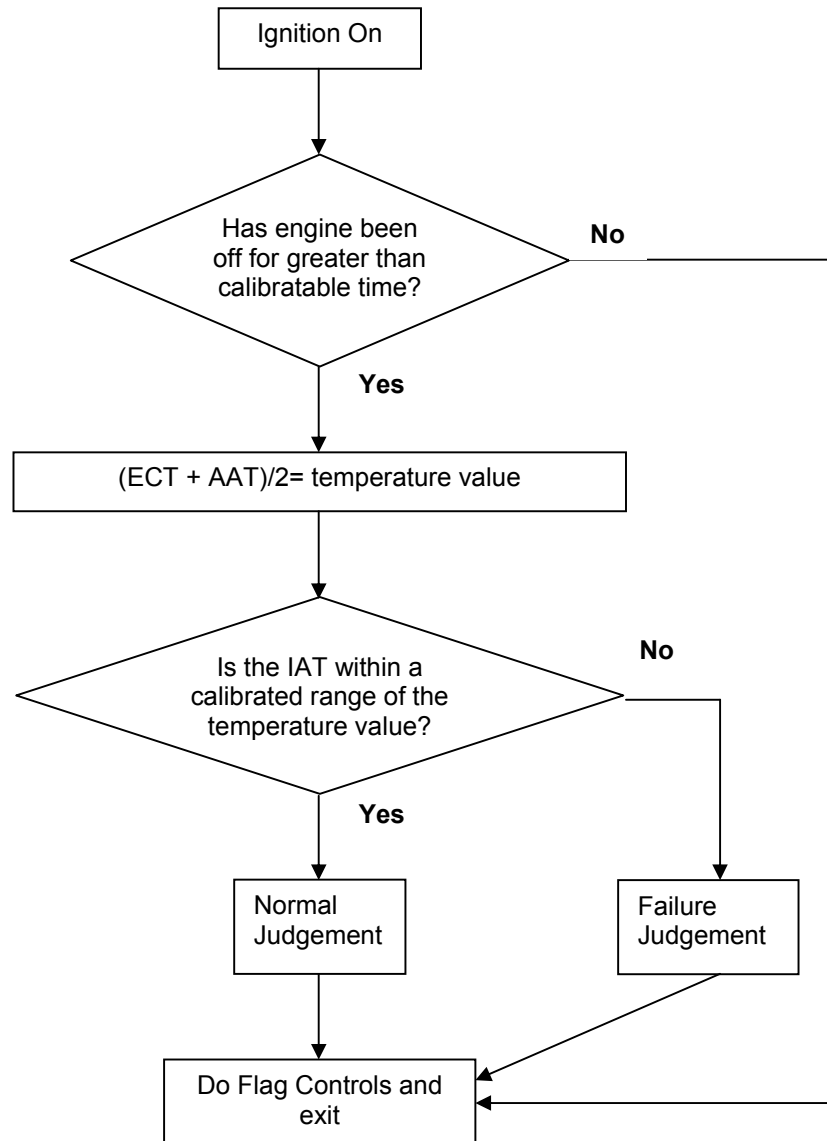 Ignition On
Has engine been
off for greater than
calibratable time?
No
Yes
(ECT + AAT)/2= temperature value
Is the IAT within a
calibrated range of the
temperature value?
No
Yes
Normal
Judgement
Failure
Judgement
Do Flag Controls and
exit